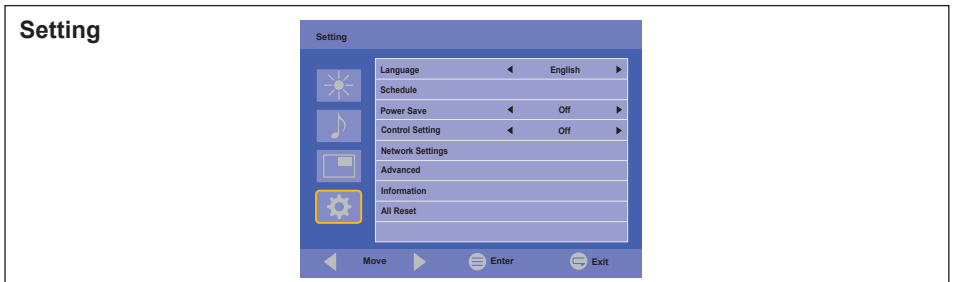 Setting
Setting
Language English
Schedule
Power Save Off
Control Setting Off
Network Settings
Advanced
Information
All Reset
Move Enter Exit